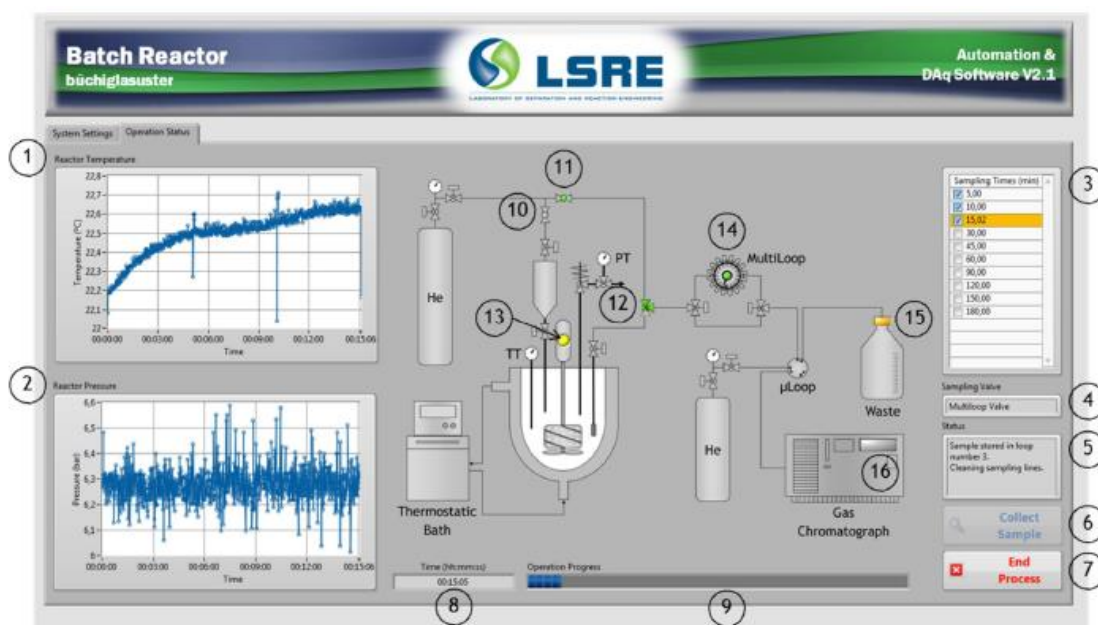 Batch Reactor
büchiglasuster
LSRE
LABORATORY OF SEPARATION AND REACTION ENGINEERING
Automation &
DAq Software V2.1
System Settings
Operation Status
1
Reactor Temperature
22,8
22,7
22,6
22,5
22,4
22,3
22,2
22,1
22
Temperature (ºC)
00:00:00
00:03:00
00:06:00
00:09:00
00:12:00
00:15:06
Time
2
Reactor Pressure
6,6
6,5
6,4
6,3
6,2
6,1
6
Pressure (bar)
00:00:00
00:03:00
00:06:00
00:09:00
00:12:00
00:15:06
Time
11
10
He
PT
12
13
TT
14
MultiLoop
15
Waste
µLoop
He
16
Gas
Chromatograph
Thermostatic
Bath
3
Sampling Times (min)
5,00
10,00
15,02
30,00
45,00
60,00
90,00
120,00
150,00
180,00
Sampling Valve
Multiloop Valve
4
Status
Sample stored in loop
number 3.
Cleaning sampling lines.
5
Collect
Sample
6
End
Process
7
Time (hh:mm:ss)
00:15:05
8
Operation Progress
9